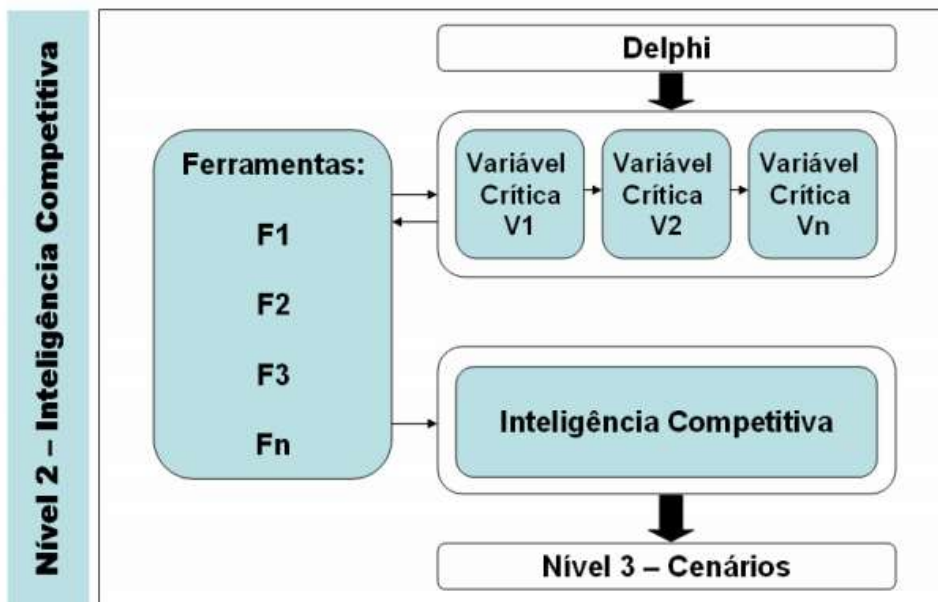 Nível 2 – Inteligência Competitiva
Delphi
Ferramentas:
F1
F2
F3
Fn
Variável
Crítica
V1
Variável
Crítica
V2
Variável
Crítica
Vn
Inteligência Competitiva
Nível 3 – Cenários